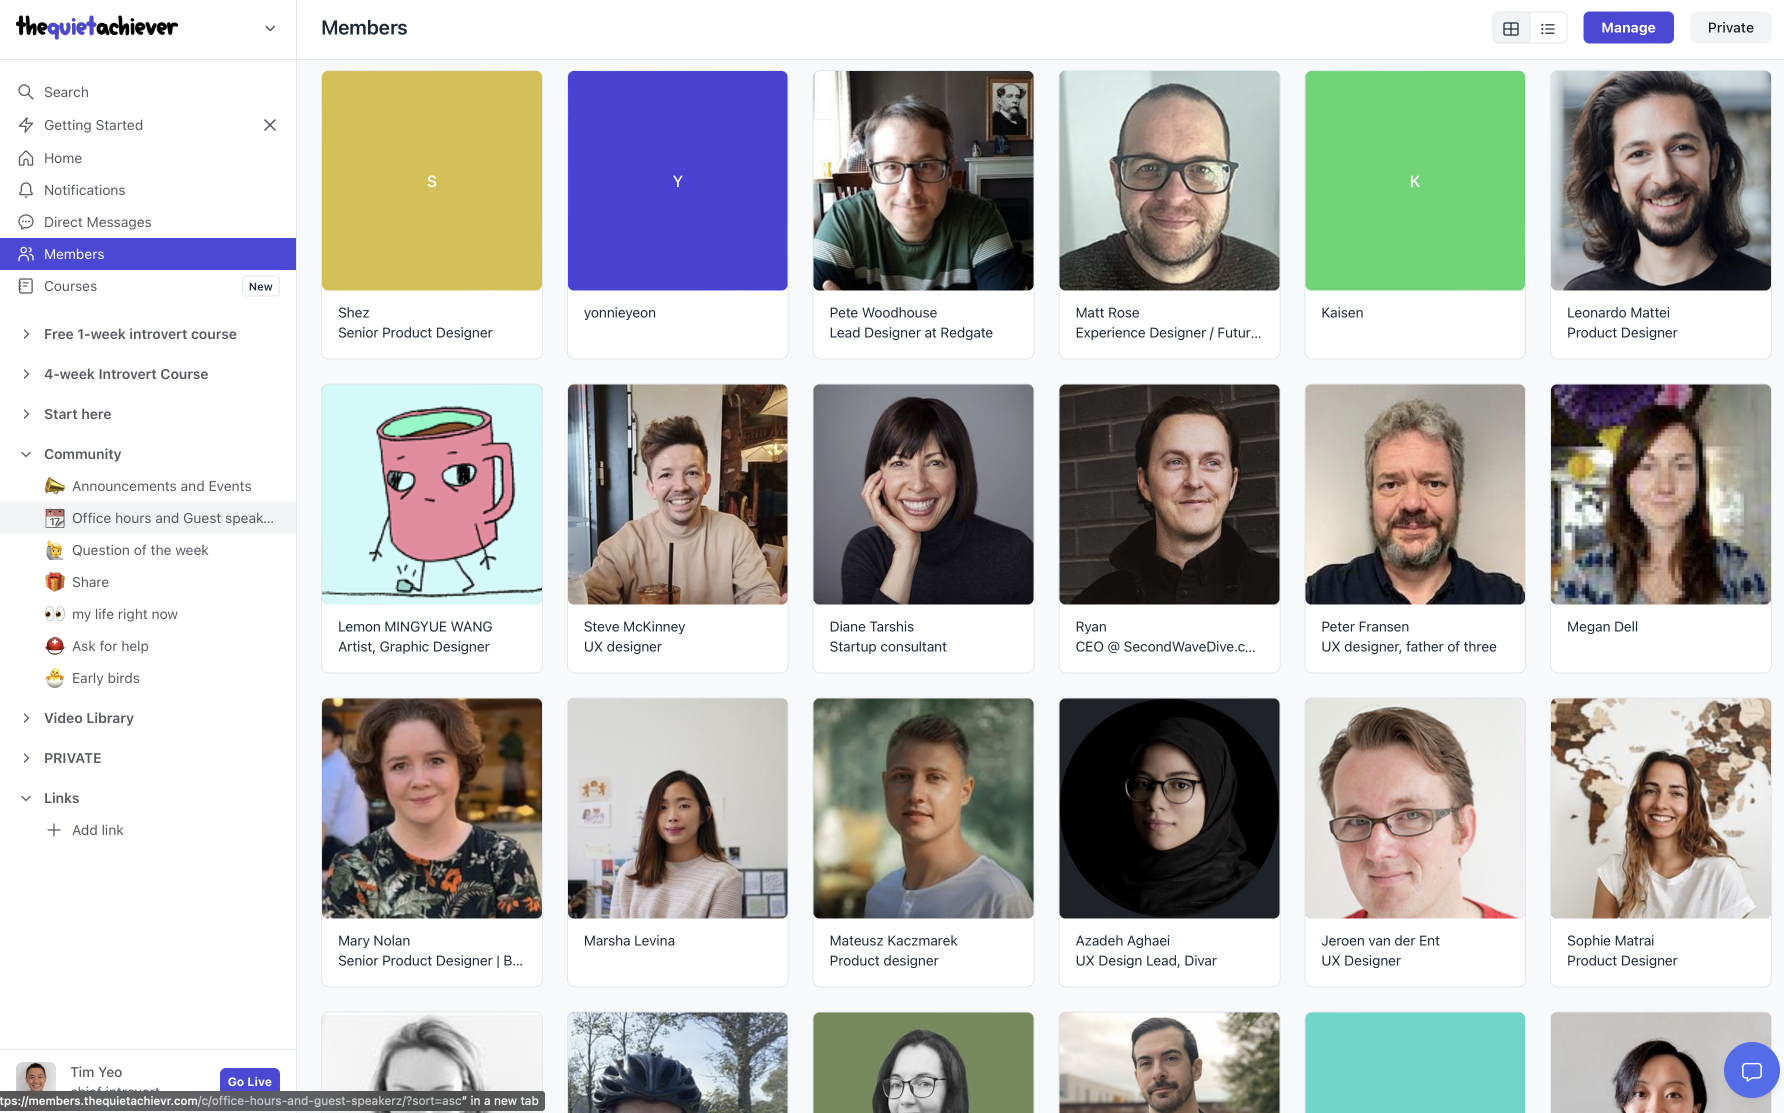 thequietachiever
Members
Manage
Private
Search
Getting Started
Home
Notifications
Direct Messages
Members
Courses
New
Free 1-week introvert course
4-week Introvert Course
Start here
Community
Announcements and Events
17
Office hours and Guest speak...
Question of the week
Share
my life right now
Ask for help
Early birds
Video Library
PRIVATE
Links
Add link
Tim Yeo
chief introvert
Go Live
tps://members.thequietachievr.com/c/office-hours-and-guest-speakerz/?sort=asc" in a new tab
S
Y
K
Shez
Senior Product Designer
yonnieyeon
Pete Woodhouse
Lead Designer at Redgate
Matt Rose
Experience Designer / Futur...
Kaisen
Leonardo Mattei
Product Designer
Lemon MINGYUE WANG
Artist, Graphic Designer
Steve McKinney
UX designer
Diane Tarshis
Startup consultant
Ryan
CEO @ SecondWaveDive.c...
Peter Fransen
UX designer, father of three
Megan Dell
Mary Nolan
Senior Product Designer | B...
Marsha Levina
Mateusz Kaczmarek
Product designer
Azadeh Aghaei
UX Design Lead, Divar
Jeroen van der Ent
UX Designer
Sophie Matrai
Product Designer